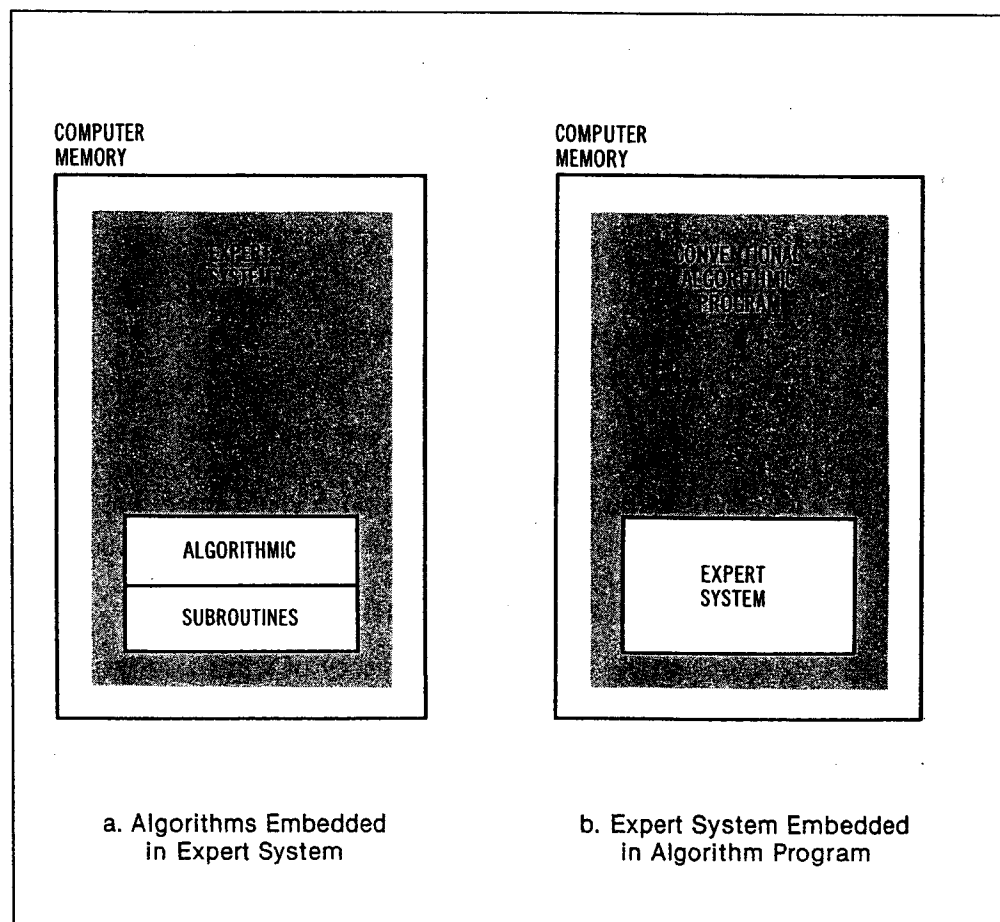 COMPUTER
MEMORY
EXPERT
SYSTEM
ALGORITHMIC
SUBROUTINES
a. Algorithms Embedded
in Expert System
COMPUTER
MEMORY
CONVENTIONAL
ALGORITHMIC
PROGRAM
EXPERT
SYSTEM
b. Expert System Embedded
in Algorithm Program